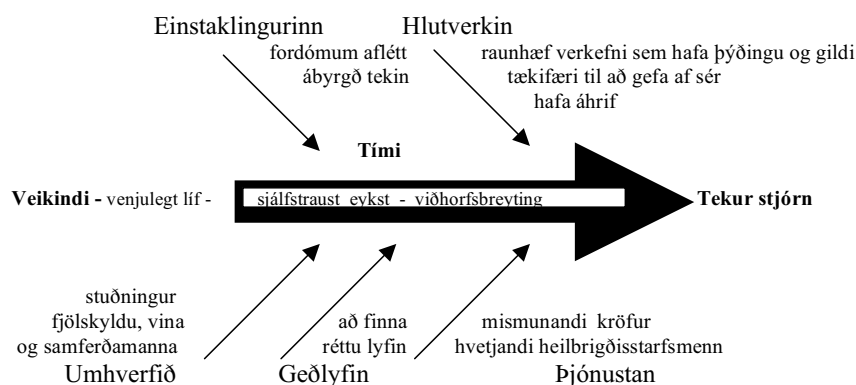 Einstaklingurinn Hlutverkin
fordómum aflétt raunhæf verkefni sem hafa þýðingu og gildi
ábyrgð tekin tækifæri til að gefa af sér
hafa áhrif
Tími
Veikindi - venjulegt líf - sjálfstraust eykst - viðhorfsbreyting Tekur stjórn
stuðningur
fjölskyldu, vina að finna mismunandi kröfur
og samferðamanna réttu lyfin hvetjandi heilbrigðisstarfsmenn
Umhverfið Geðlyfin Þjónustan